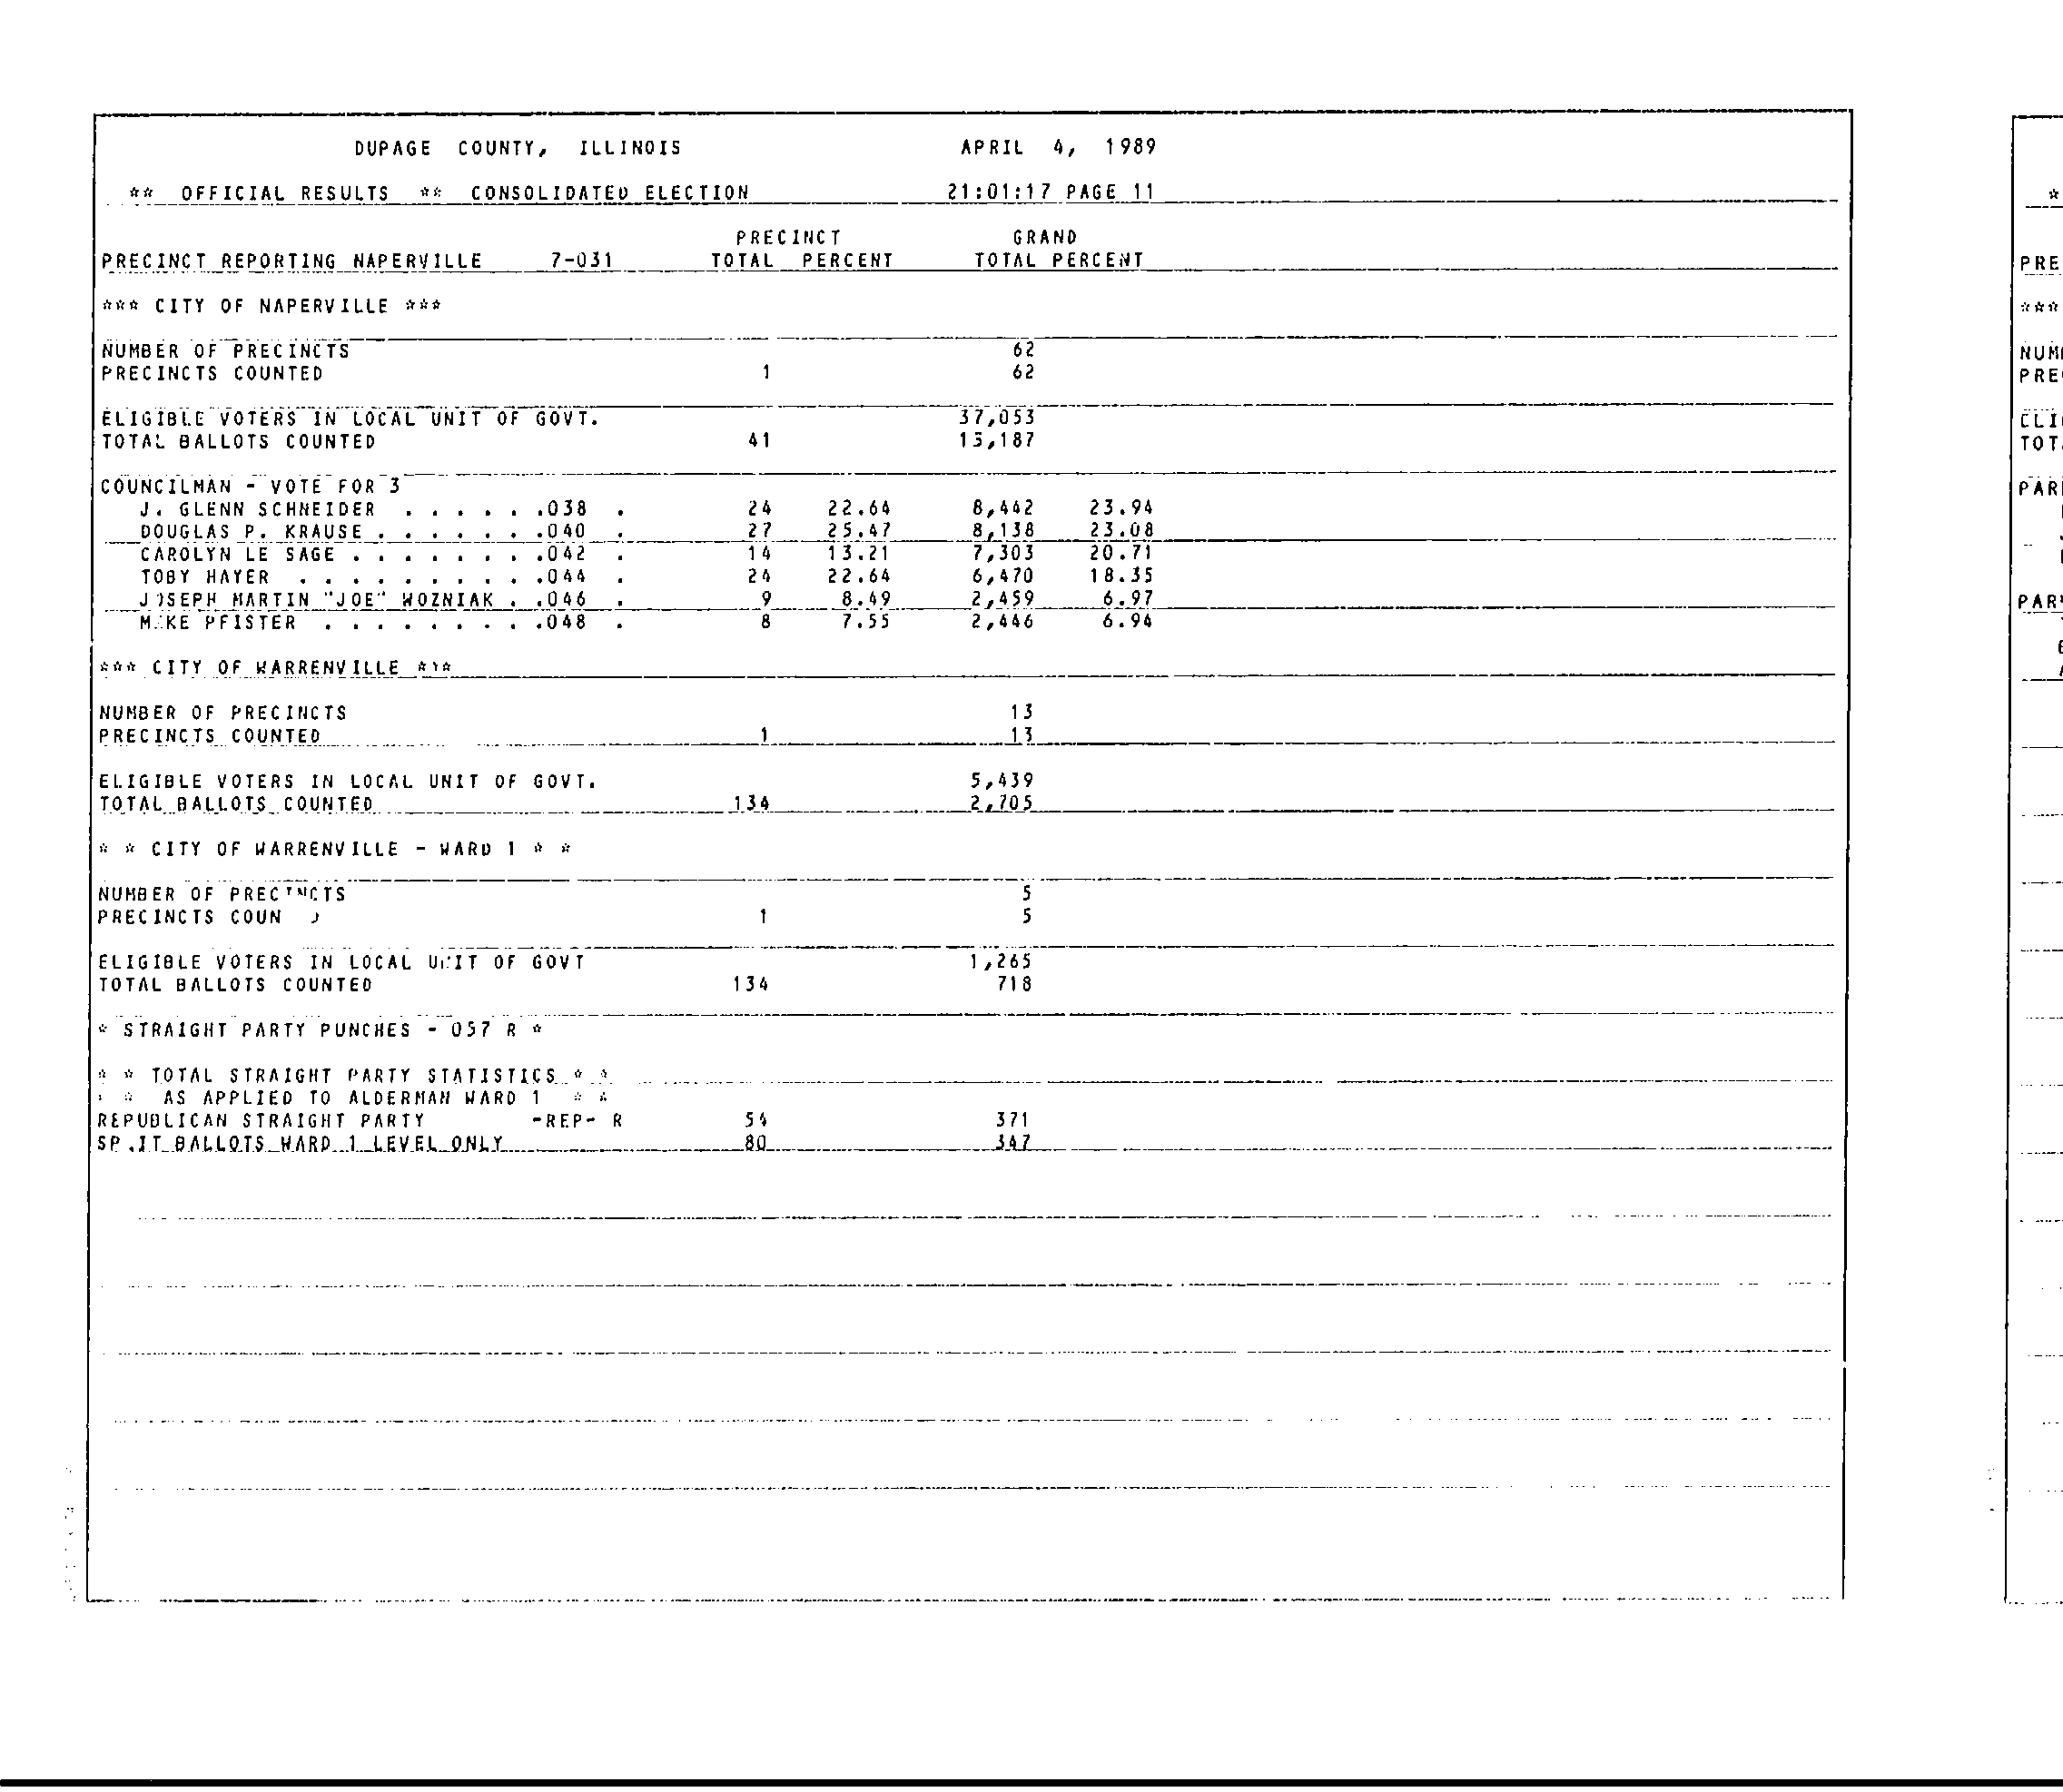 DUPAGE COUNTY, ILLINOIS APRIL 4, 1989
** OFFICIAL RESULTS ** CONSOLIDATED ELECTION 21:01:17 PAGE 11
PRECINCT GRAND
PRECINCT REPORTING NAPERVILLE 7-031 TOTAL PERCENT TOTAL PERCENT
*** CITY OF NAPERVILLE ***
NUMBER OF PRECINCTS 62
PRECINCTS COUNTED 1 62
ELIGIBLE VOTERS IN LOCAL UNIT OF GOVT. 37,053
TOTAL BALLOTS COUNTED 41 13,187
COUNCILMAN - VOTE FOR 3
J. GLENN SCHNEIDER . . . . . .038 . 24 22.64 8,442 23.94
DOUGLAS P. KRAUSE . . . . . . .040 . 27 25.47 8,138 23.08
CAROLYN LE SAGE . . . . . . . .042 . 14 13.21 7,303 20.71
TOBY HAYER . . . . . . . . . .044 . 24 22.64 6,470 18.35
JOSEPH MARTIN "JOE" WOZNIAK . .046 . 9 8.49 2,459 6.97
M.KE PFISTER . . . . . . . . .048 . 8 7.55 2,446 6.94
*** CITY OF WARRENVILLE ***
NUMBER OF PRECINCTS 13
PRECINCTS COUNTED 1 13
ELIGIBLE VOTERS IN LOCAL UNIT OF GOVT. 5,439
TOTAL BALLOTS COUNTED 134 2,705
* * CITY OF WARRENVILLE - WARD 1 * *
NUMBER OF PRECINCTS 5
PRECINCTS COUN 1 5
ELIGIBLE VOTERS IN LOCAL UNIT OF GOVT 1,265
TOTAL BALLOTS COUNTED 134 718
* STRAIGHT PARTY PUNCHES - 057 R *
* * TOTAL STRAIGHT PARTY STATISTICS * *
* * AS APPLIED TO ALDERMAN WARD 1 * *
REPUBLICAN STRAIGHT PARTY -REP- R 54 371
SP.IT BALLOTS WARD 1 LEVEL ONLY 80 347
*
PRE
***
NUM
PRE
ELI
TOT
PAR
PAR